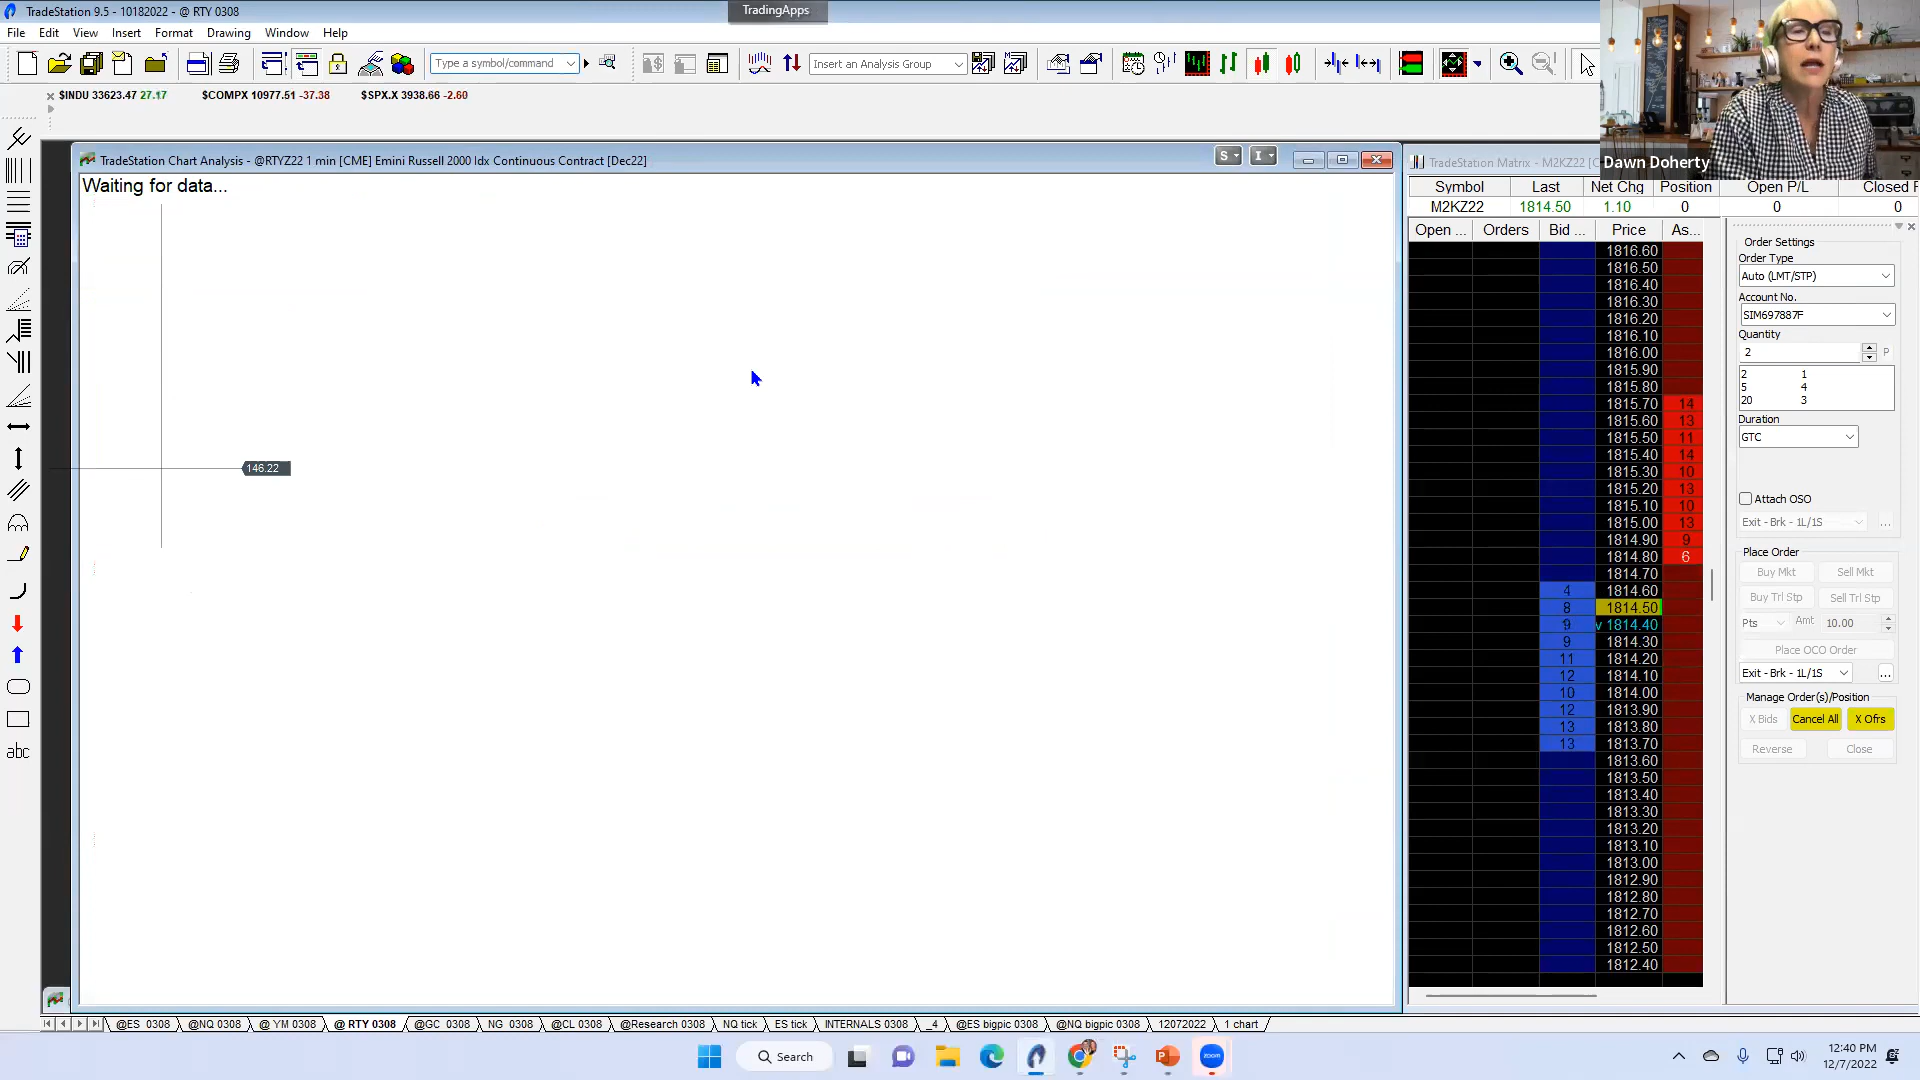 TradeStation 9.5 - 10182022 - @ RTY 0308
TradingApps
File Edit View Insert Format Drawing Window Help
Type a symbol/command
Insert an Analysis Group
$INDU 33623.47 27.17 $COMPX 10977.51 -37.38 $SPX.X 3938.66 -2.60
Dawn Doherty
TradeStation Chart Analysis - @RTYZ22 1 min [CME] Emini Russell 2000 Idx Continuous Contract [Dec22]
S I
Waiting for data...
146.22
abc
TradeStation Matrix - M2KZ22 [C
Symbol Last Net Chg Position Open P/L Closed P
M2KZ22 1814.50 1.10 0 0 0
Open ... Orders Bid ... Price As...
1816.60
1816.50
1816.40
1816.30
1816.20
1816.10
1816.00
1815.90
1815.80
1815.70 14
1815.60 13
1815.50 11
1815.40 14
1815.30 10
1815.20 13
1815.10 10
1815.00 13
1814.90 9
1814.80 6
1814.70
4 1814.60
8 1814.50
9 v 1814.40
9 1814.30
11 1814.20
12 1814.10
10 1814.00
12 1813.90
13 1813.80
13 1813.70
1813.60
1813.50
1813.40
1813.30
1813.20
1813.10
1813.00
1812.90
1812.80
1812.70
1812.60
1812.50
1812.40
Order Settings
Order Type
Auto (LMT/STP)
Account No.
SIM697887F
Quantity
2 P
2 1
5 4
20 3
Duration
GTC
Attach OSO
Exit - Brk - 1L/1S ...
Place Order
Buy Mkt Sell Mkt
Buy Trl Stp Sell Trl Stp
Pts Amt 10.00
Place OCO Order
Exit - Brk - 1L/1S ...
Manage Order(s)/Position
X Bids Cancel All X Ofrs
Reverse Close
@ES 0308 @NQ 0308 @ YM 0308 @ RTY 0308 @GC 0308 NG 0308 @CL 0308 @Research 0308 NQ tick ES tick INTERNALS 0308 _4 @ES bigpic 0308 @NQ bigpic 0308 12072022 1 chart
Search
zoom
12:40 PM
12/7/2022